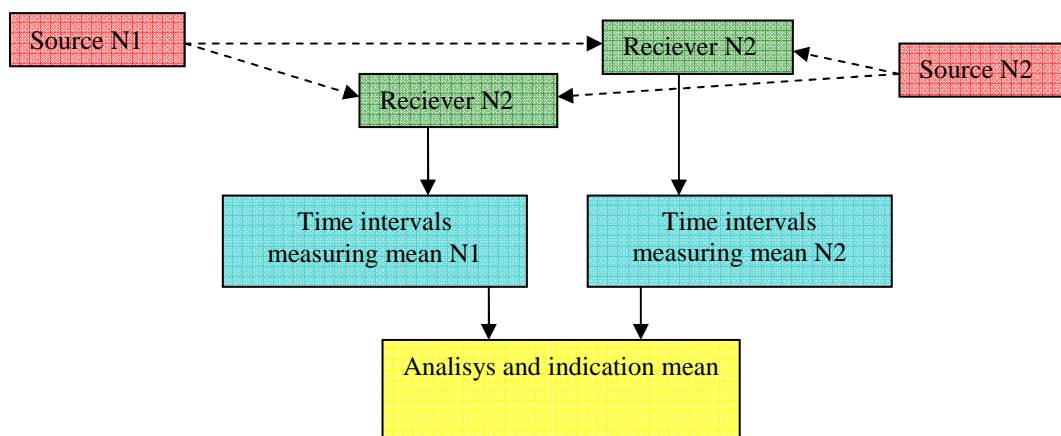 Source N1
Reciever N2
Source N2
Reciever N2
Time intervals
measuring mean N1
Time intervals
measuring mean N2
Analisys and indication mean